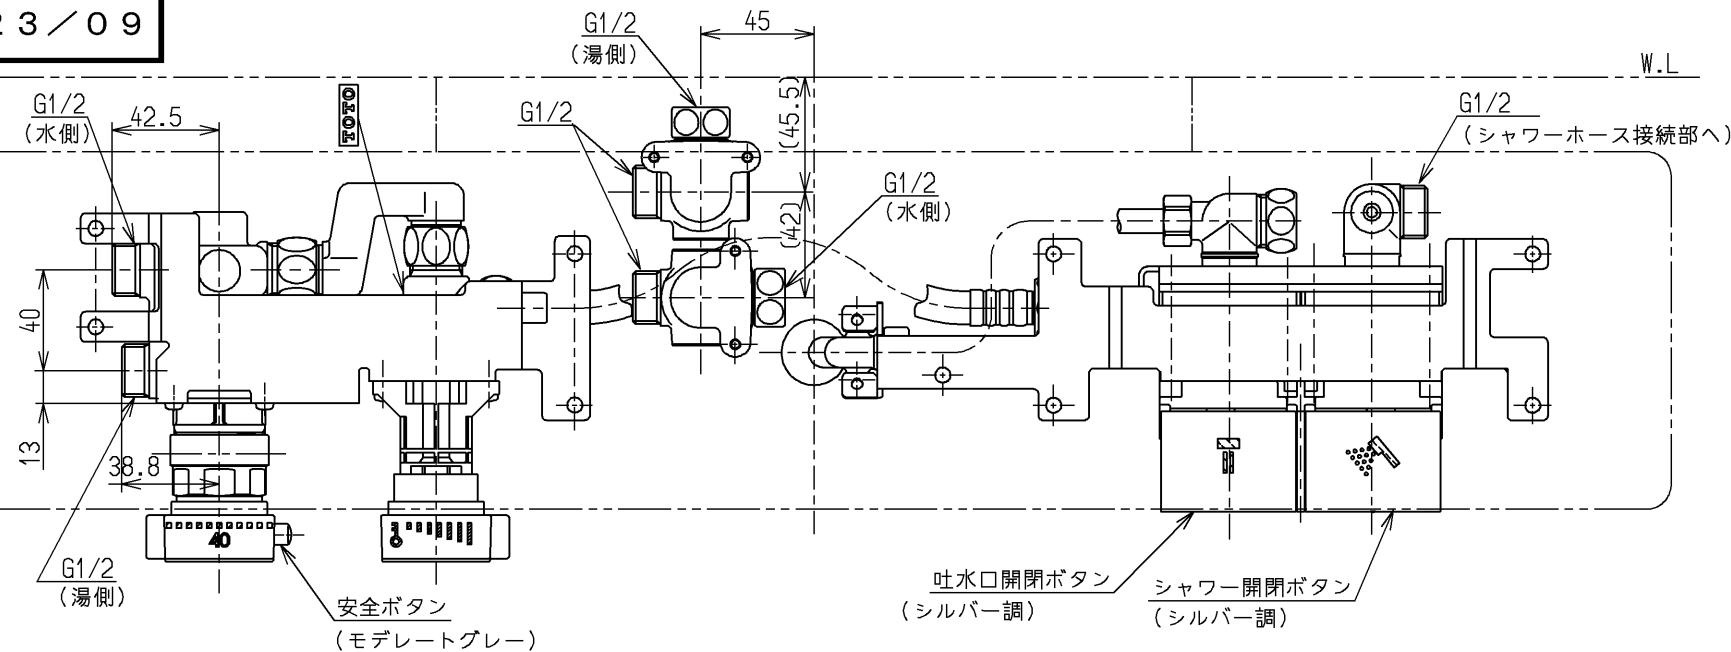 23/09
G1/2
(湯側)
45
W.L
G1/2
(水側)
42.5
TOTO
G1/2
(45.5)
G1/2
(シャワーホース接続部へ)
G1/2
(水側)
(42)
40
13
38.8
40
G1/2
(湯側)
安全ボタン
(モデレートグレー)
吐水口開閉ボタン
(シルバー調)
シャワー開閉ボタン
(シルバー調)